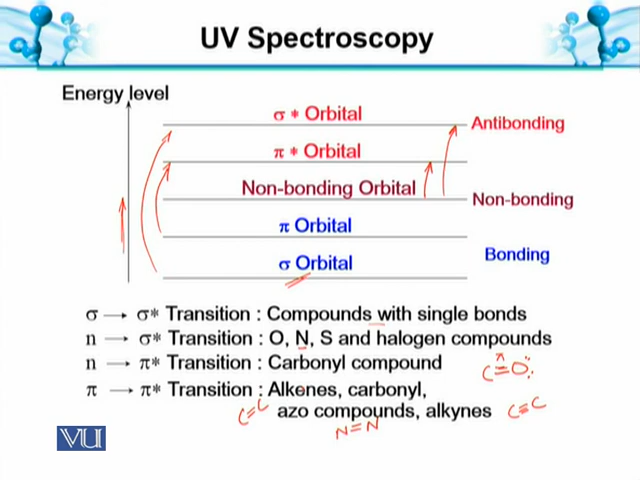 UV Spectroscopy
Energy level
σ * Orbital
Antibonding
π * Orbital
Non-bonding Orbital
Non-bonding
π Orbital
Bonding
σ Orbital
σ → σ* Transition : Compounds with single bonds
n → σ* Transition : O, N, S and halogen compounds
n → π* Transition : Carbonyl compound
C=O
π
π → π* Transition : Alkenes, carbonyl,
C=C azo compounds, alkynes C≡C
N=N
VU